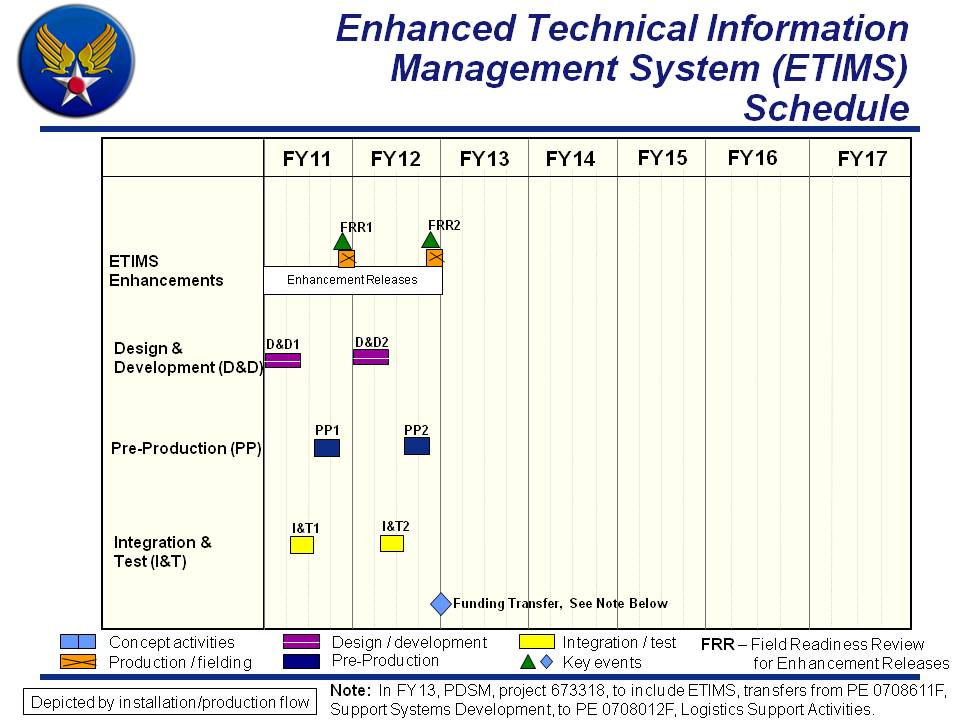 Enhanced Technical Information
Management System (ETIMS)
Schedule
FY11 FY12 FY13 FY14 FY15 FY16 FY17
FRR1 FRR2
ETIMS
Enhancements
Enhancement Releases
D&D1 D&D2
Design &
Development (D&D)
PP1 PP2
Pre-Production (PP)
I&T1 I&T2
Integration &
Test (I&T)
Funding Transfer, See Note Below
Concept activities
Production / fielding
Design / development
Pre-Production
Integration / test
Key events
FRR – Field Readiness Review
for Enhancement Releases
Depicted by installation/production flow
Note: In FY13, PDSM, project 673318, to include ETIMS, transfers from PE 0708611F,
Support Systems Development, to PE 0708012F, Logistics Support Activities.